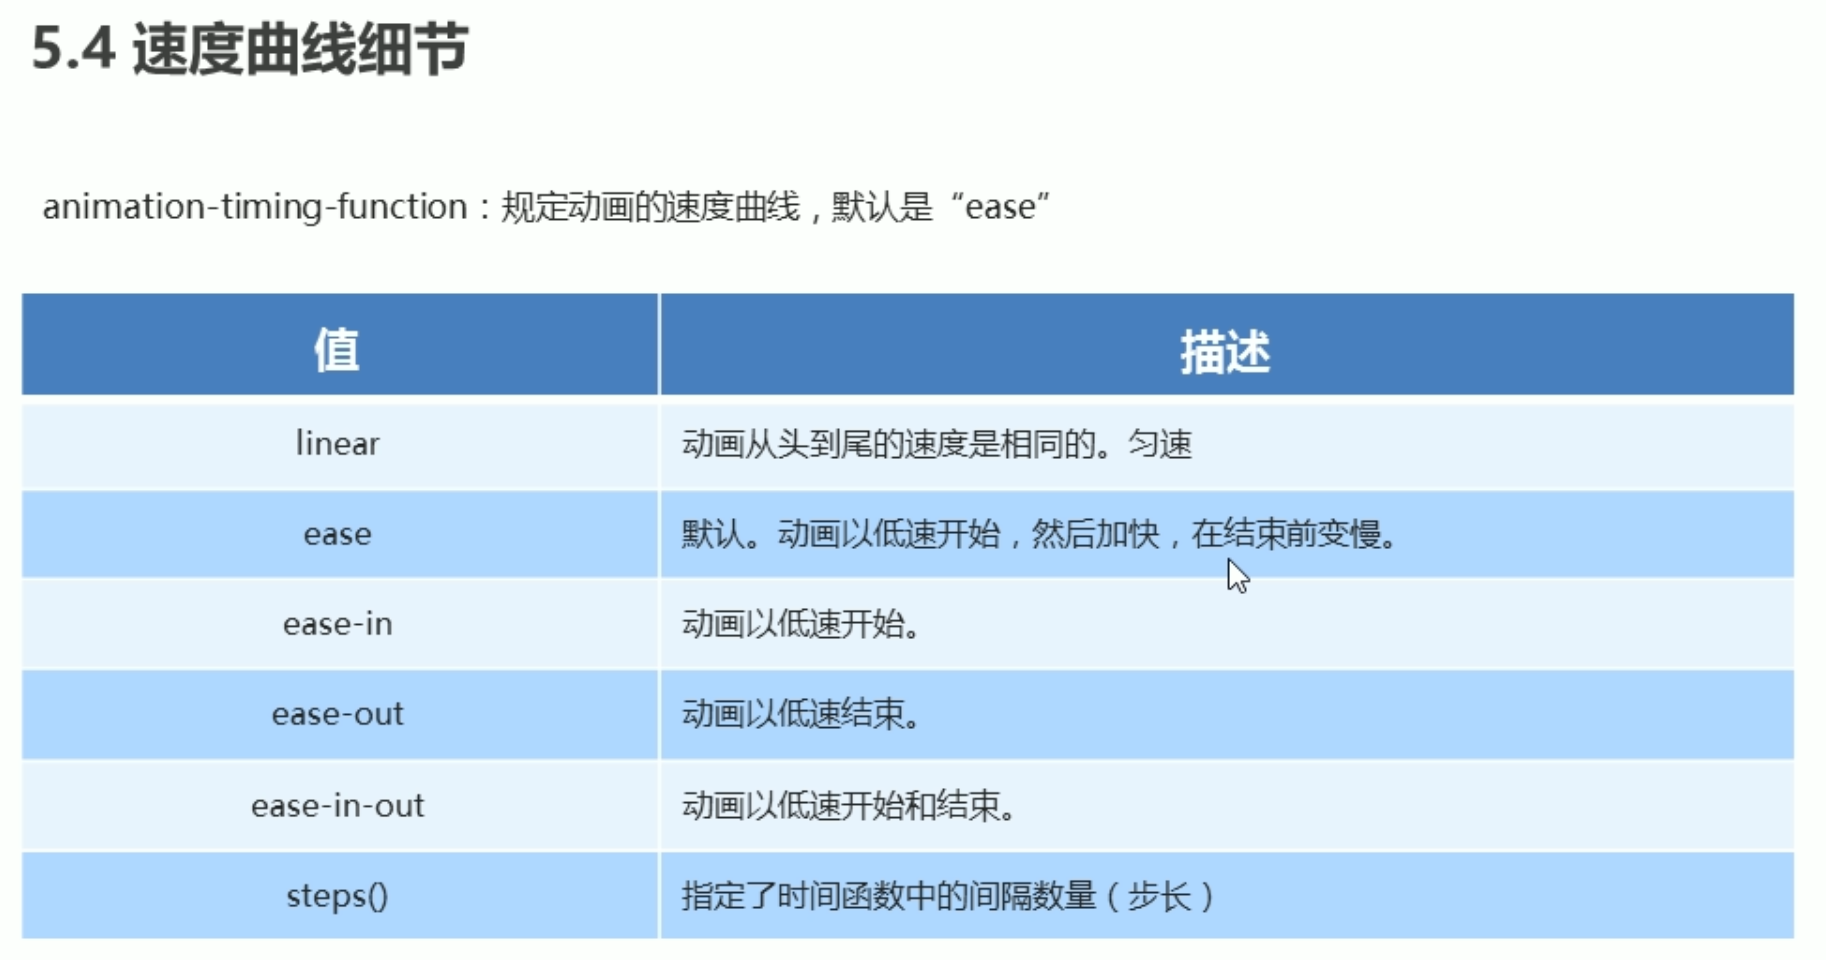 5.4 速度曲线细节
animation-timing-function：规定动画的速度曲线，默认是“ease”
值 描述
linear 动画从头到尾的速度是相同的。匀速
ease 默认。动画以低速开始，然后加快，在结束前变慢。
ease-in 动画以低速开始。
ease-out 动画以低速结束。
ease-in-out 动画以低速开始和结束。
steps() 指定了时间函数中的间隔数量（步长）